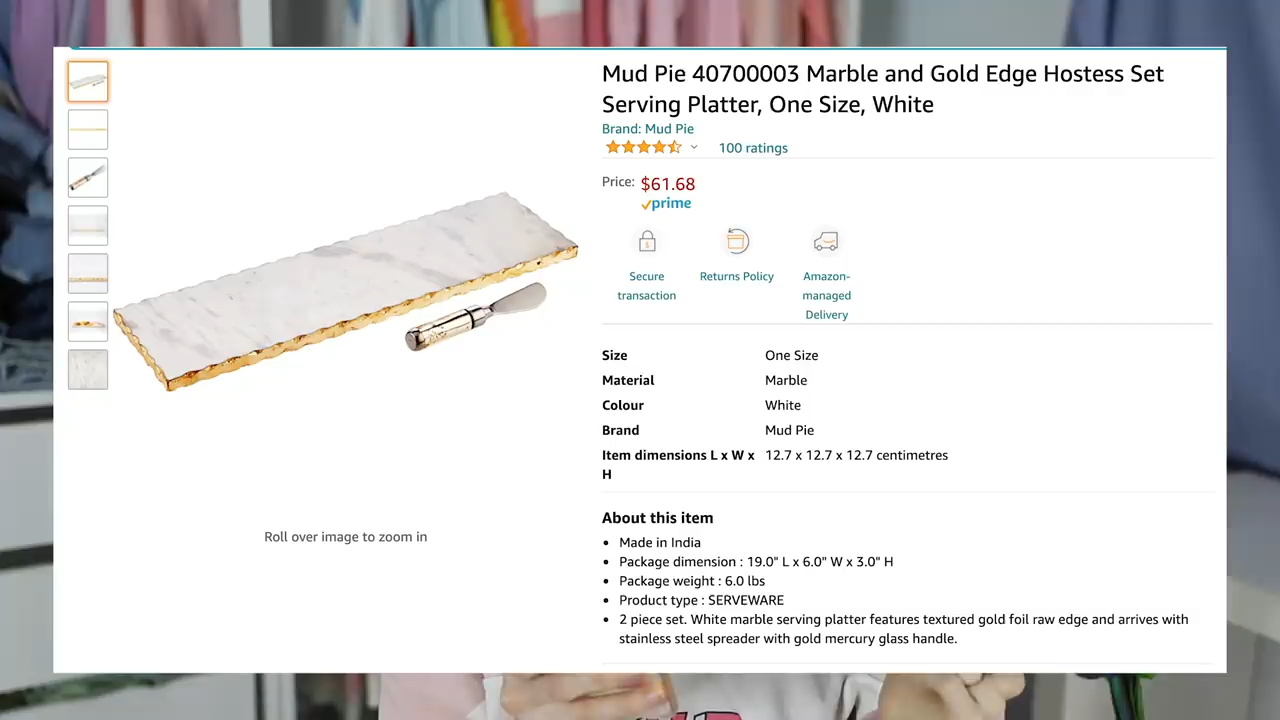 Mud Pie 40700003 Marble and Gold Edge Hostess Set
Serving Platter, One Size, White
Brand: Mud Pie
100 ratings
Price: $61.68
prime
Secure transaction
Returns Policy
Amazon-managed Delivery
Size One Size
Material Marble
Colour White
Brand Mud Pie
Item dimensions L x W x H 12.7 x 12.7 x 12.7 centimetres
About this item
Made in India
Package dimension : 19.0" L x 6.0" W x 3.0" H
Package weight : 6.0 lbs
Product type : SERVEWARE
2 piece set. White marble serving platter features textured gold foil raw edge and arrives with
stainless steel spreader with gold mercury glass handle.
Roll over image to zoom in